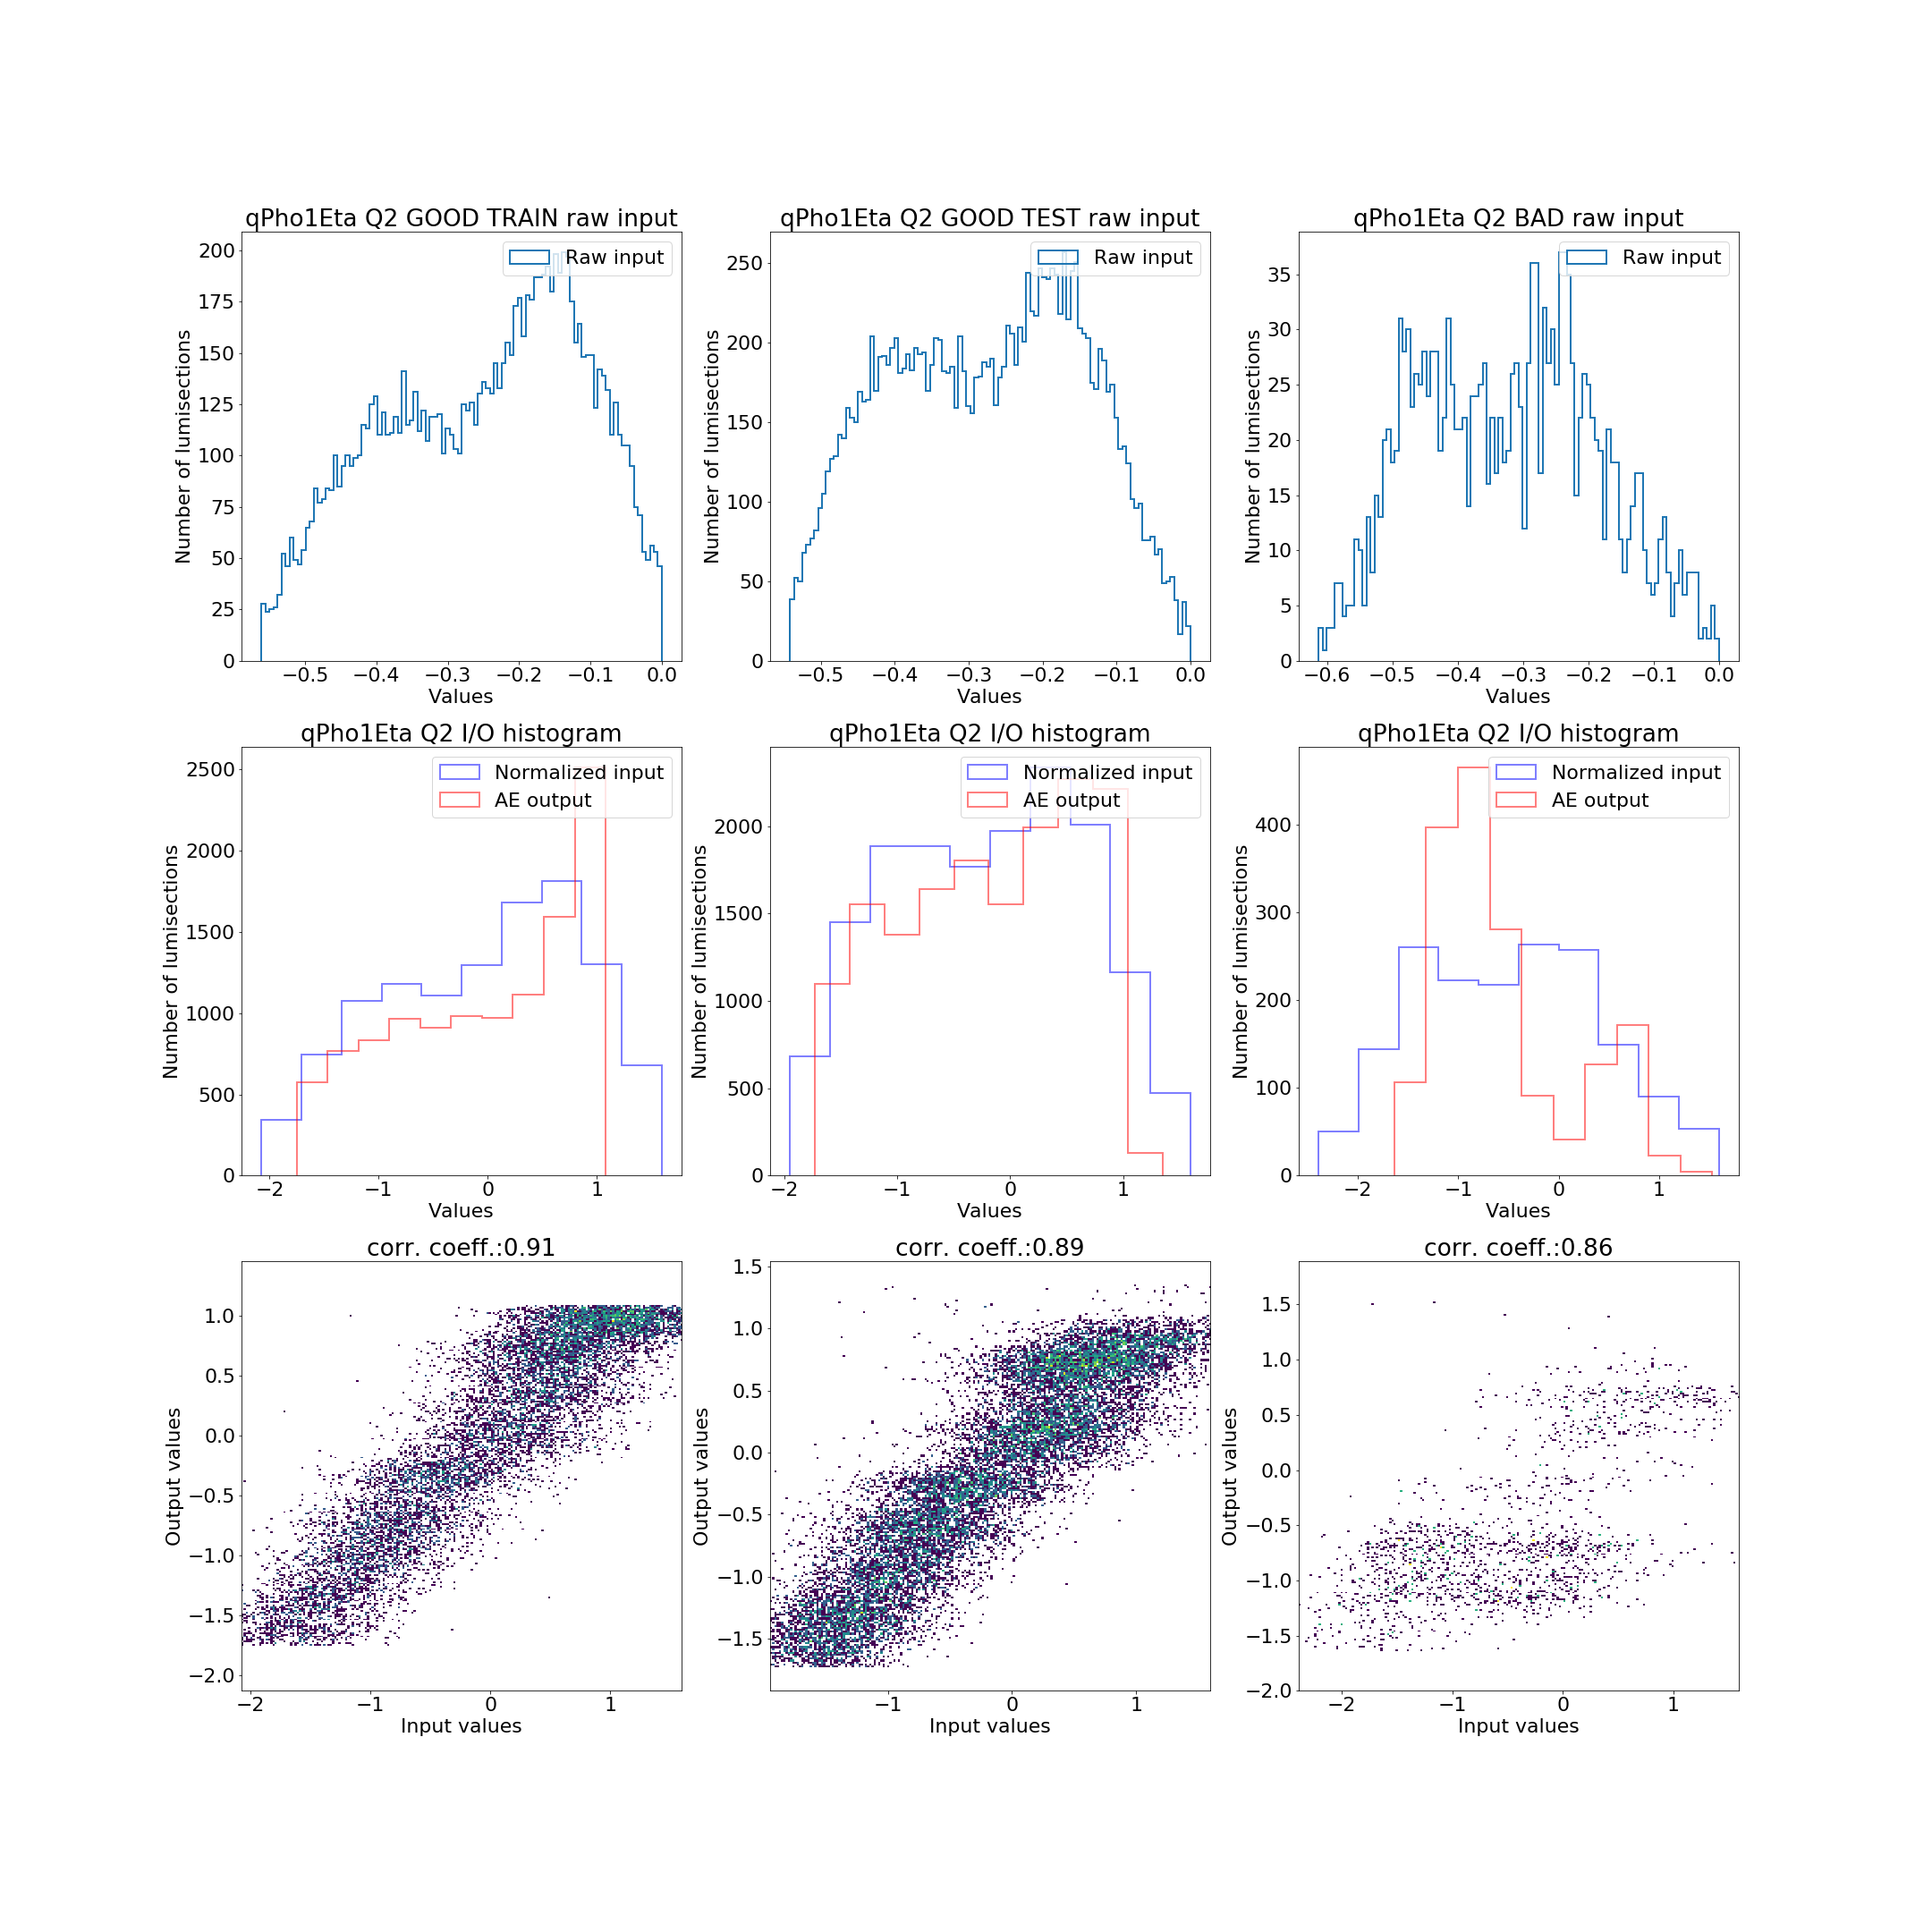 qPho1Eta Q2 GOOD TRAIN raw input
Raw input
Number of lumisections
200
175
150
125
100
75
50
25
0
−0.5 −0.4 −0.3 −0.2 −0.1 0.0
Values
qPho1Eta Q2 GOOD TEST raw input
Raw input
Number of lumisections
250
200
150
100
50
0
−0.5 −0.4 −0.3 −0.2 −0.1 0.0
Values
qPho1Eta Q2 BAD raw input
Raw input
Number of lumisections
35
30
25
20
15
10
5
0
−0.6 −0.5 −0.4 −0.3 −0.2 −0.1 0.0
Values
qPho1Eta Q2 I/O histogram
Normalized input
AE output
Number of lumisections
2500
2000
1500
1000
500
0
−2 −1 0 1
Values
qPho1Eta Q2 I/O histogram
Normalized input
AE output
Number of lumisections
2000
1500
1000
500
0
−2 −1 0 1
Values
qPho1Eta Q2 I/O histogram
Normalized input
AE output
Number of lumisections
400
300
200
100
0
−2 −1 0 1
Values
corr. coeff.:0.91
Output values
1.0
0.5
0.0
−0.5
−1.0
−1.5
−2.0
−2 −1 0 1
Input values
corr. coeff.:0.89
Output values
1.5
1.0
0.5
0.0
−0.5
−1.0
−1.5
−1 0 1
Input values
corr. coeff.:0.86
Output values
1.5
1.0
0.5
0.0
−0.5
−1.0
−1.5
−2.0
−2 −1 0 1
Input values